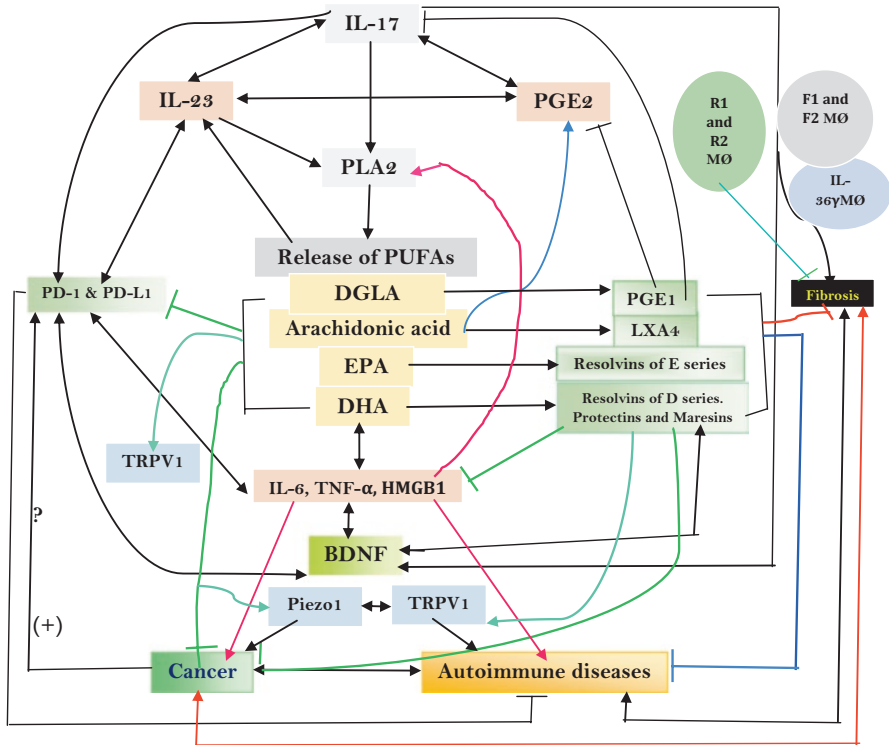 IL-17
IL-23
PGE2
R1
and
R2
MØ
F1 and
F2 MØ
IL-
36γMØ
PLA2
Release of PUFAs
PD-1 & PD-L1
DGLA
PGE1
Fibrosis
Arachidonic acid
LXA4
EPA
Resolvins of E series
DHA
Resolvins of D series.
Protectins and Maresins
TRPV1
IL-6, TNF-α, HMGB1
?
BDNF
Piezo1
TRPV1
(+)
Cancer
Autoimmune diseases